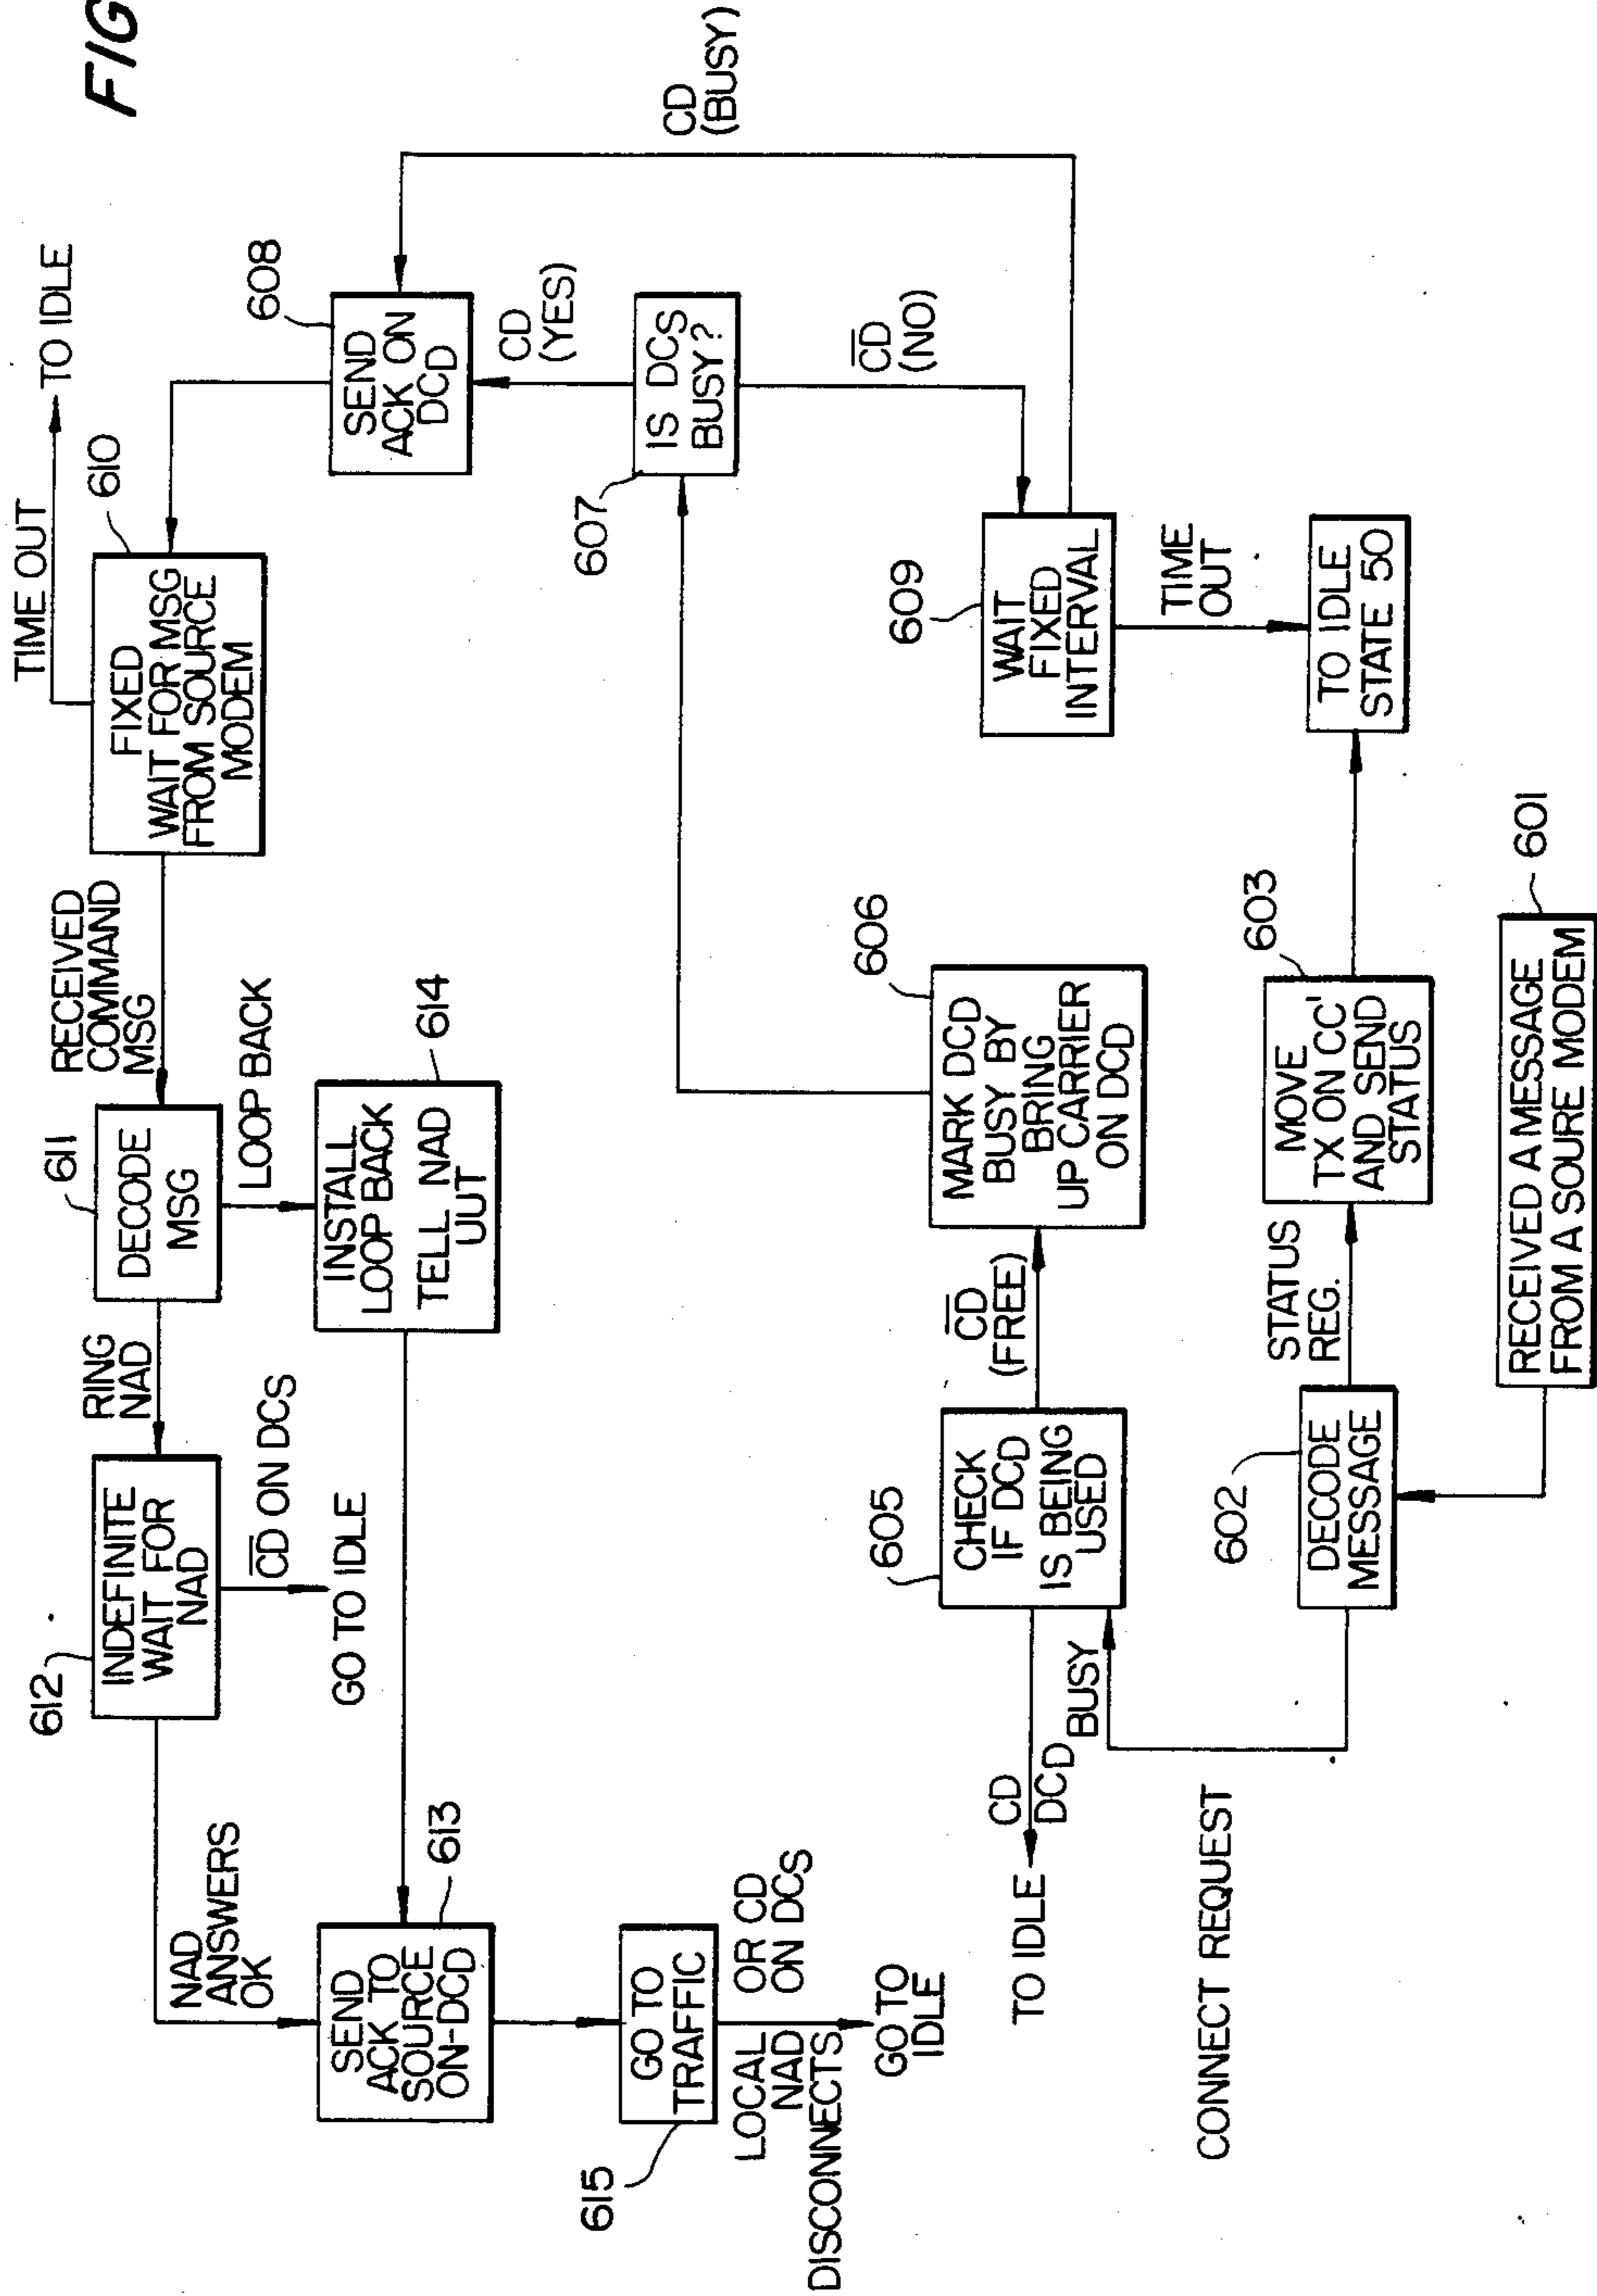 FIG
TIME OUT
TO IDLE
610
FIXED
WAIT FOR MSG
FROM SOURCE
MODEM
RECEIVED
COMMAND
MSG
611
DECODE
MSG
RING
NAD
LOOP BACK
612
INDEFINITE
WAIT FOR
NAD
C̅D̅ ON DCS
GO TO IDLE
NAD
ANSWERS
OK
614
INSTALL
LOOP BACK
TELL NAD
UUT
613
SEND
ACK TO
SOURCE
ON-DCD
615
GO TO
TRAFFIC
LOCAL
NAD
DISCONNECTS
OR CD
ON DCS
GO TO
IDLE
608
SEND
ACK ON
DCD
CD
(YES)
CD
(BUSY)
607
IS DCS
BUSY?
C̅D̅
(NO)
609
WAIT
FIXED
INTERVAL
TIME
OUT
TO IDLE
STATE 50
606
MARK DCD
BUSY BY
BRING
UP CARRIER
ON DCD
C̅D̅
(FREE)
605
CHECK
IF DCD
IS BEING
USED
CD
DCD BUSY
TO IDLE
CONNECT REQUEST
603
MOVE
TX ON CC'
AND SEND
STATUS
STATUS
REG.
602
DECODE
MESSAGE
601
RECEIVED A MESSAGE
FROM A SOURE MODEM